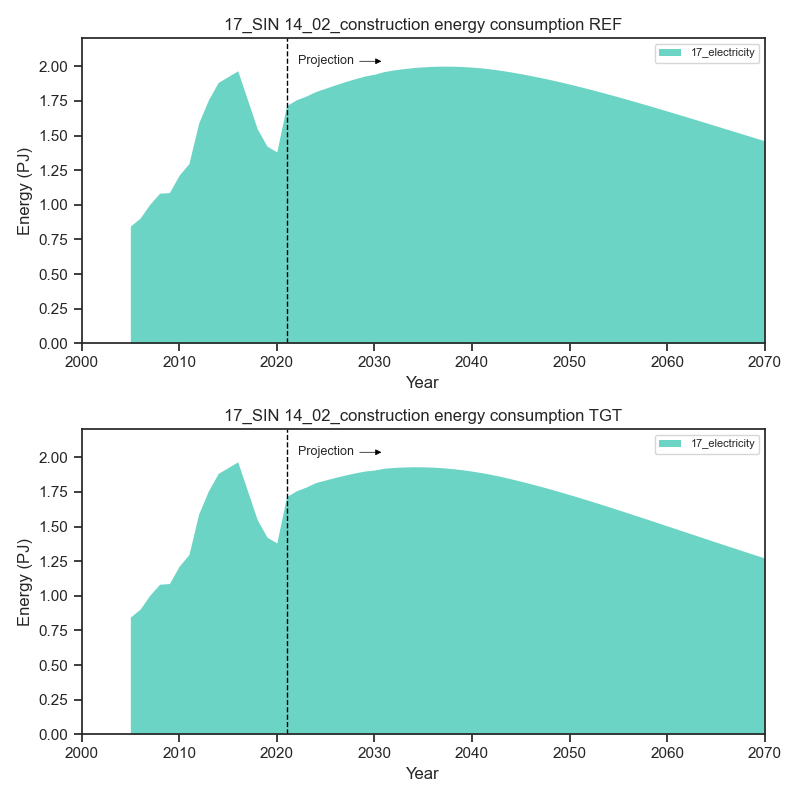 17_SIN 14_02_construction energy consumption REF
Projection
17_electricity
Energy (PJ)
2.00
1.75
1.50
1.25
1.00
0.75
0.50
0.25
0.00
2000 2010 2020 2030 2040 2050 2060 2070
Year
17_SIN 14_02_construction energy consumption TGT
Projection
17_electricity
Energy (PJ)
2.00
1.75
1.50
1.25
1.00
0.75
0.50
0.25
0.00
2000 2010 2020 2030 2040 2050 2060 2070
Year